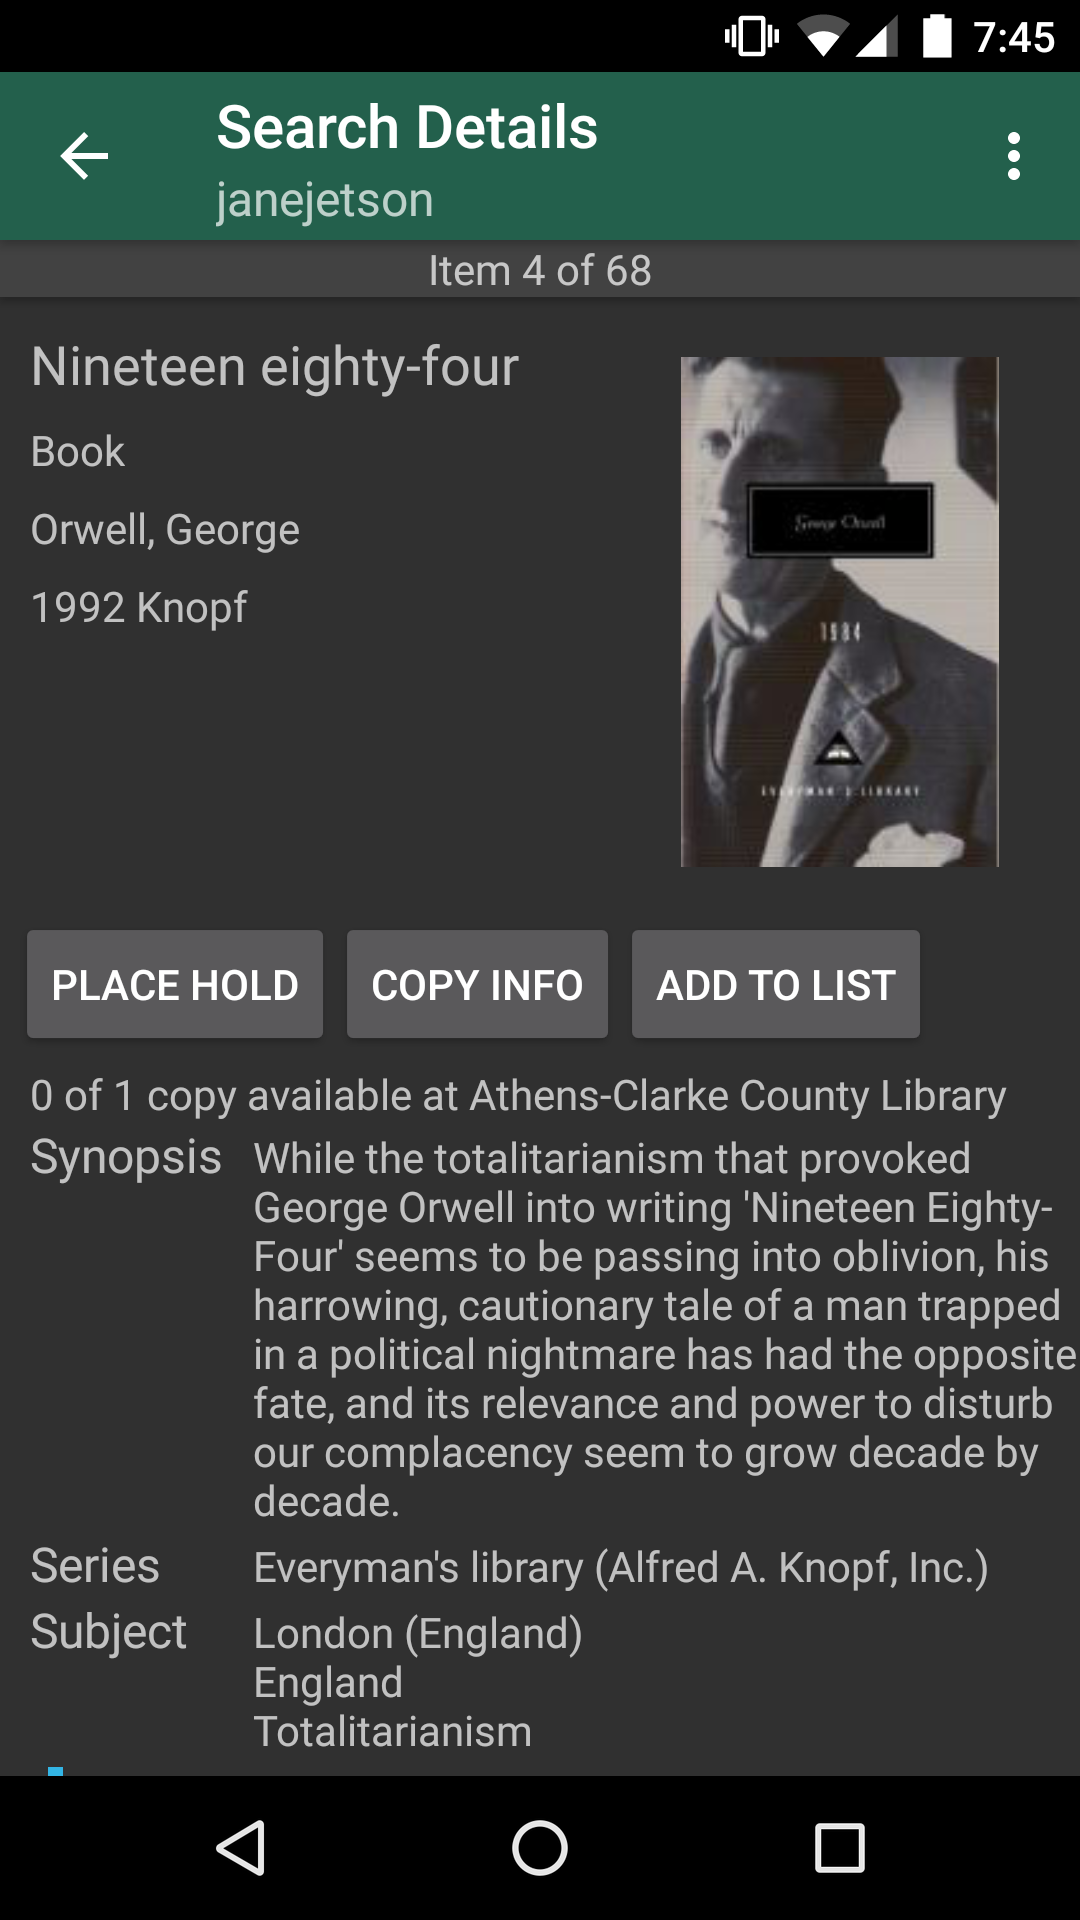 7:45
Search Details
janejetson
Item 4 of 68
Nineteen eighty-four
Book
Orwell, George
1992 Knopf
George Orwell
1984
EVERYMAN'S LIBRARY
PLACE HOLD
COPY INFO
ADD TO LIST
0 of 1 copy available at Athens-Clarke County Library
Synopsis
While the totalitarianism that provoked
George Orwell into writing 'Nineteen Eighty-
Four' seems to be passing into oblivion, his
harrowing, cautionary tale of a man trapped
in a political nightmare has had the opposite
fate, and its relevance and power to disturb
our complacency seem to grow decade by
decade.
Series
Everyman's library (Alfred A. Knopf, Inc.)
Subject
London (England)
England
Totalitarianism